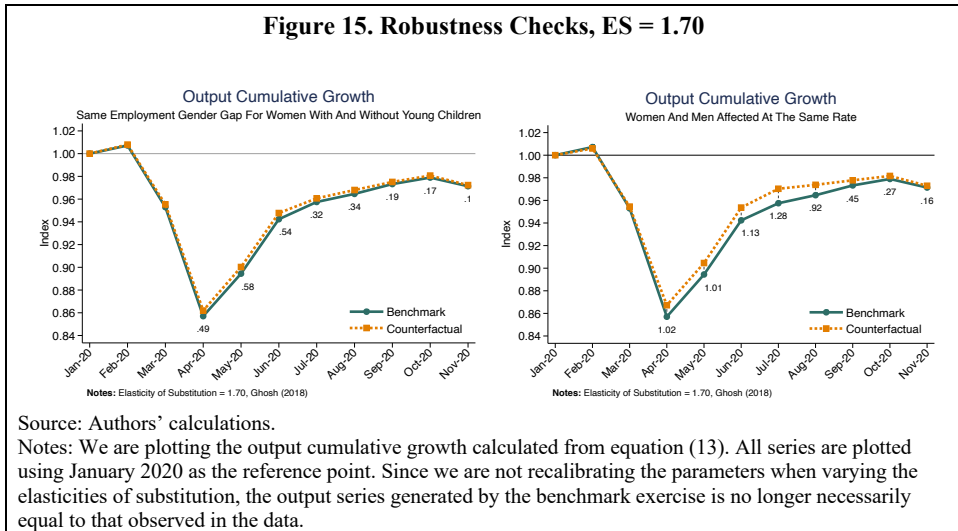 Figure 15. Robustness Checks, ES = 1.70
Output Cumulative Growth
Same Employment Gender Gap For Women With And Without Young Children
1.02
1.00
0.98
0.96
0.94
0.92
0.90
0.88
0.86
0.84
Index
.49
.58
.54
.32
.34
.19
.17
.1
Benchmark
Counterfactual
Jan-20
Feb-20
Mar-20
Apr-20
May-20
Jun-20
Jul-20
Aug-20
Sep-20
Oct-20
Nov-20
Notes: Elasticity of Substitution = 1.70, Ghosh (2018)
Output Cumulative Growth
Women And Men Affected At The Same Rate
1.02
1.00
0.98
0.96
0.94
0.92
0.90
0.88
0.86
0.84
Index
1.02
1.01
1.13
1.28
.92
.45
.27
.16
Benchmark
Counterfactual
Jan-20
Feb-20
Mar-20
Apr-20
May-20
Jun-20
Jul-20
Aug-20
Sep-20
Oct-20
Nov-20
Notes: Elasticity of Substitution = 1.70, Ghosh (2018)
Source: Authors' calculations.
Notes: We are plotting the output cumulative growth calculated from equation (13). All series are plotted
using January 2020 as the reference point. Since we are not recalibrating the parameters when varying the
elasticities of substitution, the output series generated by the benchmark exercise is no longer necessarily
equal to that observed in the data.